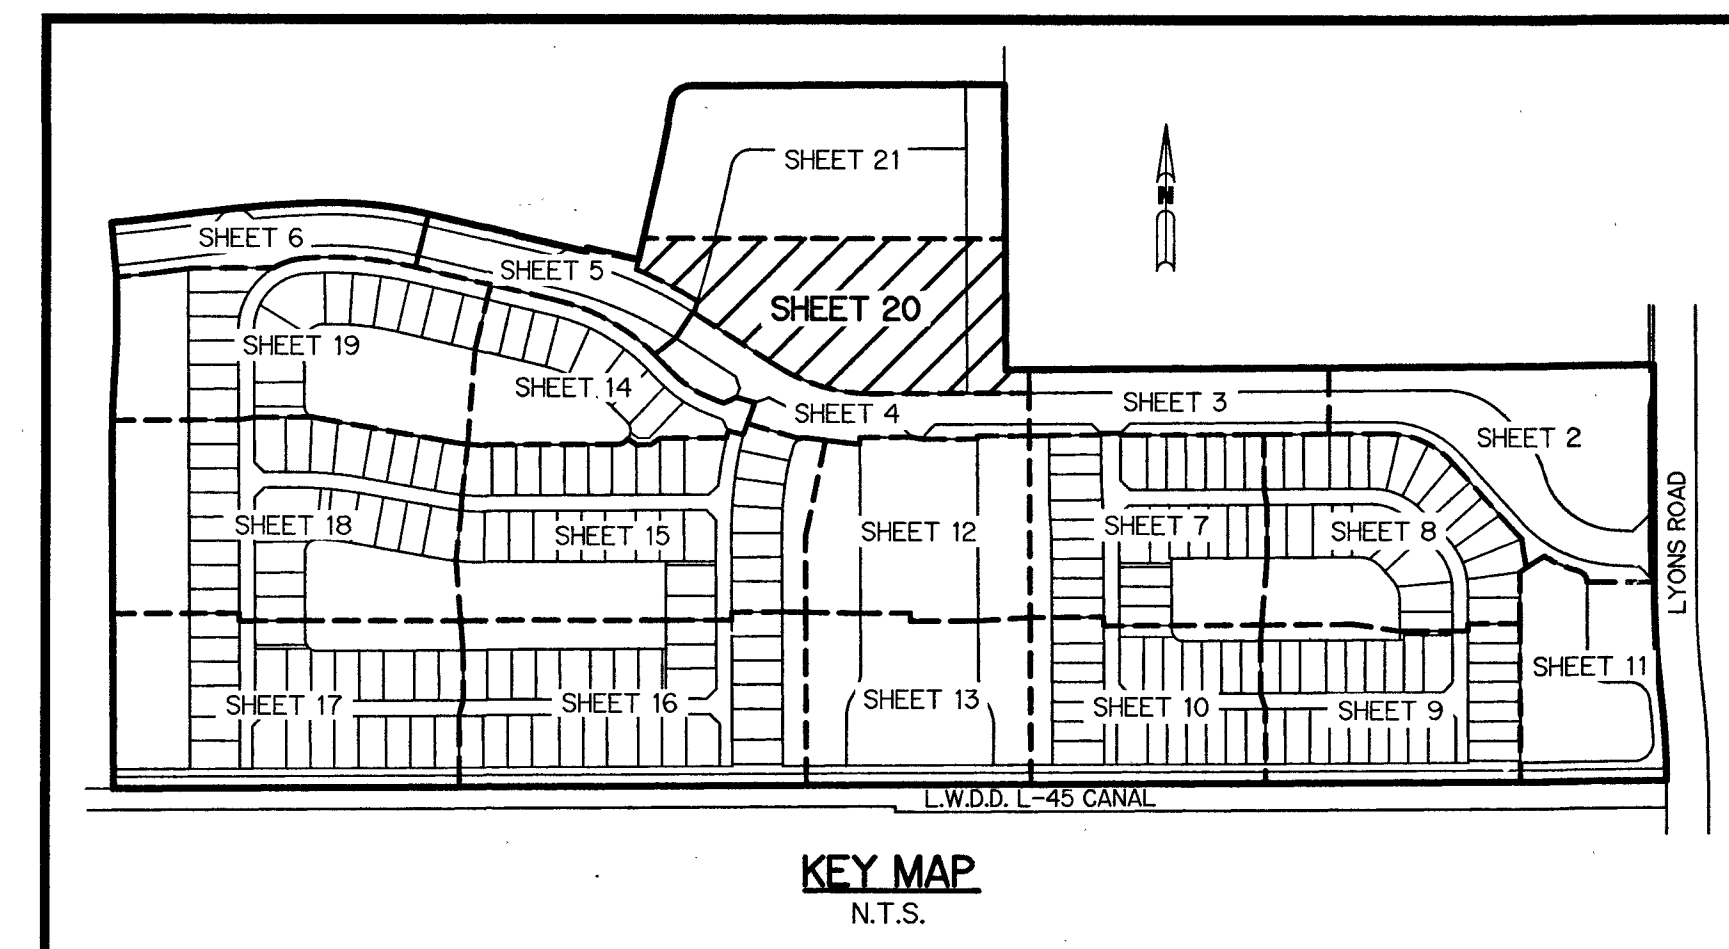 SHEET 21
N
SHEET 6
SHEET 5
SHEET 20
SHEET 19
SHEET 14
SHEET 4
SHEET 3
SHEET 2
SHEET 18
SHEET 15
SHEET 12
SHEET 7
SHEET 8
LYONS ROAD
SHEET 11
SHEET 17
SHEET 16
SHEET 13
SHEET 10
SHEET 9
L.W.D.D. L-45 CANAL
KEY MAP
N.T.S.